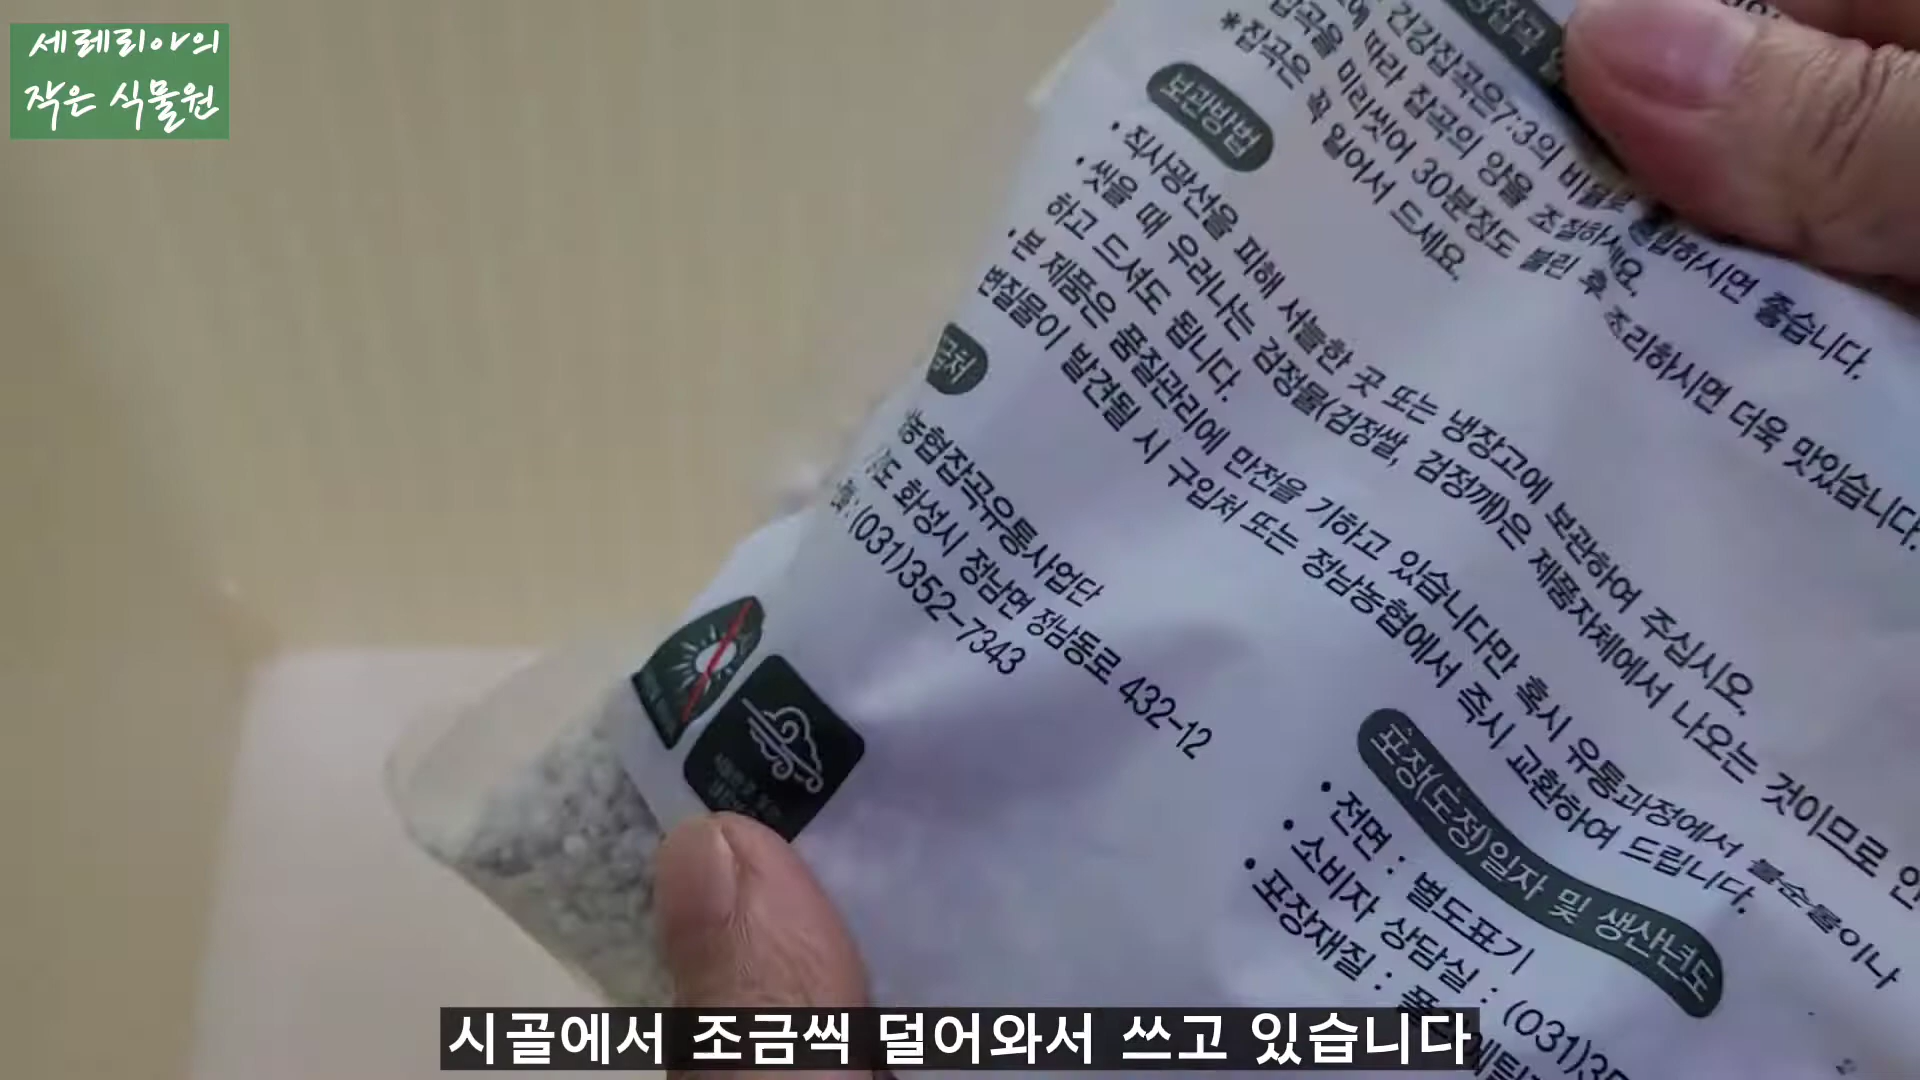 세레리아의
작은 식물원
건강잡곡은7:3의
따라 잡곡의 양을 조절하세요.
잡곡을 미리씻어 30분정도 불린 후 조리하시면 더욱 맛있습니다.
*잡곡은 꼭 일어서 드세요.
하시면 좋습니다.
보관방법
• 직사광선을 피해 서늘한 곳 또는 냉장고에 보관하여 주십시오.
• 씻을 때 우러나는 검정물(검정쌀, 검정깨)은 제품자체에서 나오는 것이므로
하고 드셔도 됩니다.
• 본 제품은 품질관리에 만전을 기하고 있습니다만 혹시 유통과정에서 불순물이나
변질물이 발견될 시 구입처 또는 정남농협에서 즉시 교환하여 드립니다.
농협잡곡유통사업단
화성시 정남면 정남동로 432-12
(031)352-7343
포장(도정)일자 및 생산년도
• 전면 : 별도표기
• 소비자 상담실 : (031)35
• 포장재질 :
시골에서 조금씩 덜어와서 쓰고 있습니다